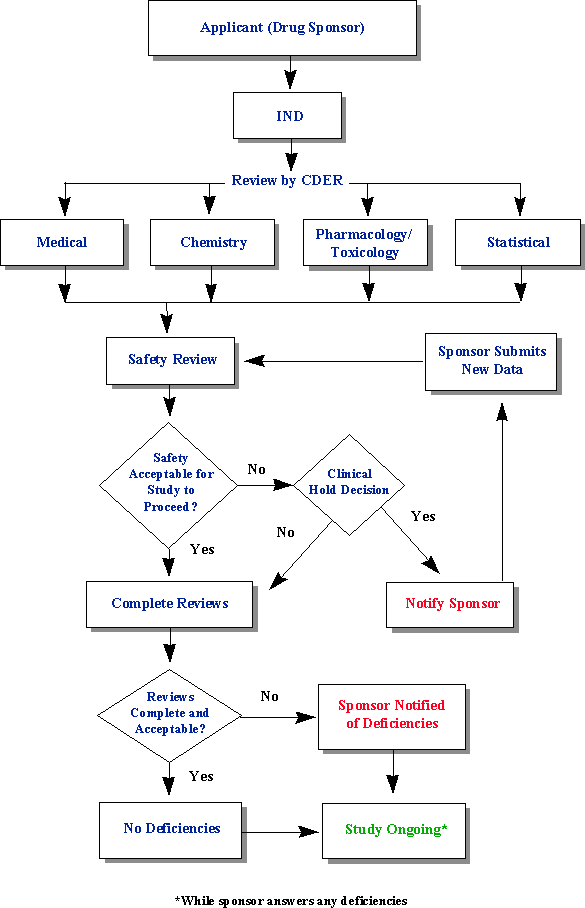 Applicant (Drug Sponsor)
IND
Review by CDER
Medical
Chemistry
Pharmacology/
Toxicology
Statistical
Safety Review
Sponsor Submits
New Data
Safety
Acceptable for
Study to
Proceed?
No
Clinical
Hold Decision
Yes
No
Yes
Complete Reviews
Notify Sponsor
Reviews
Complete and
Acceptable?
No
Sponsor Notified
of Deficiencies
Yes
No Deficiencies
Study Ongoing*
*While sponsor answers any deficiencies